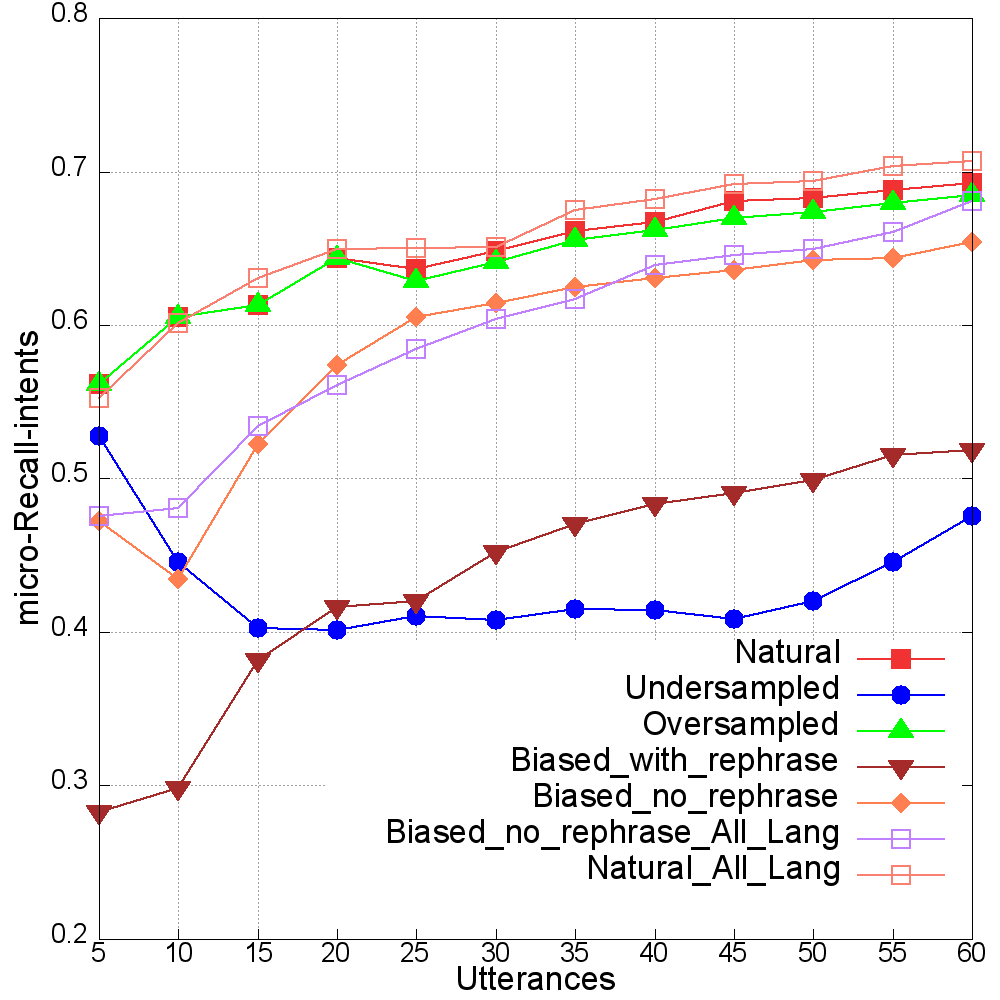 0.8
0.7
0.6
0.5
0.4
0.3
0.2
micro-Recall-intents
Natural
Undersampled
Oversampled
Biased_with_rephrase
Biased_no_rephrase
Biased_no_rephrase_All_Lang
Natural_All_Lang
5 10 15 20 25 30 35 40 45 50 55 60
Utterances